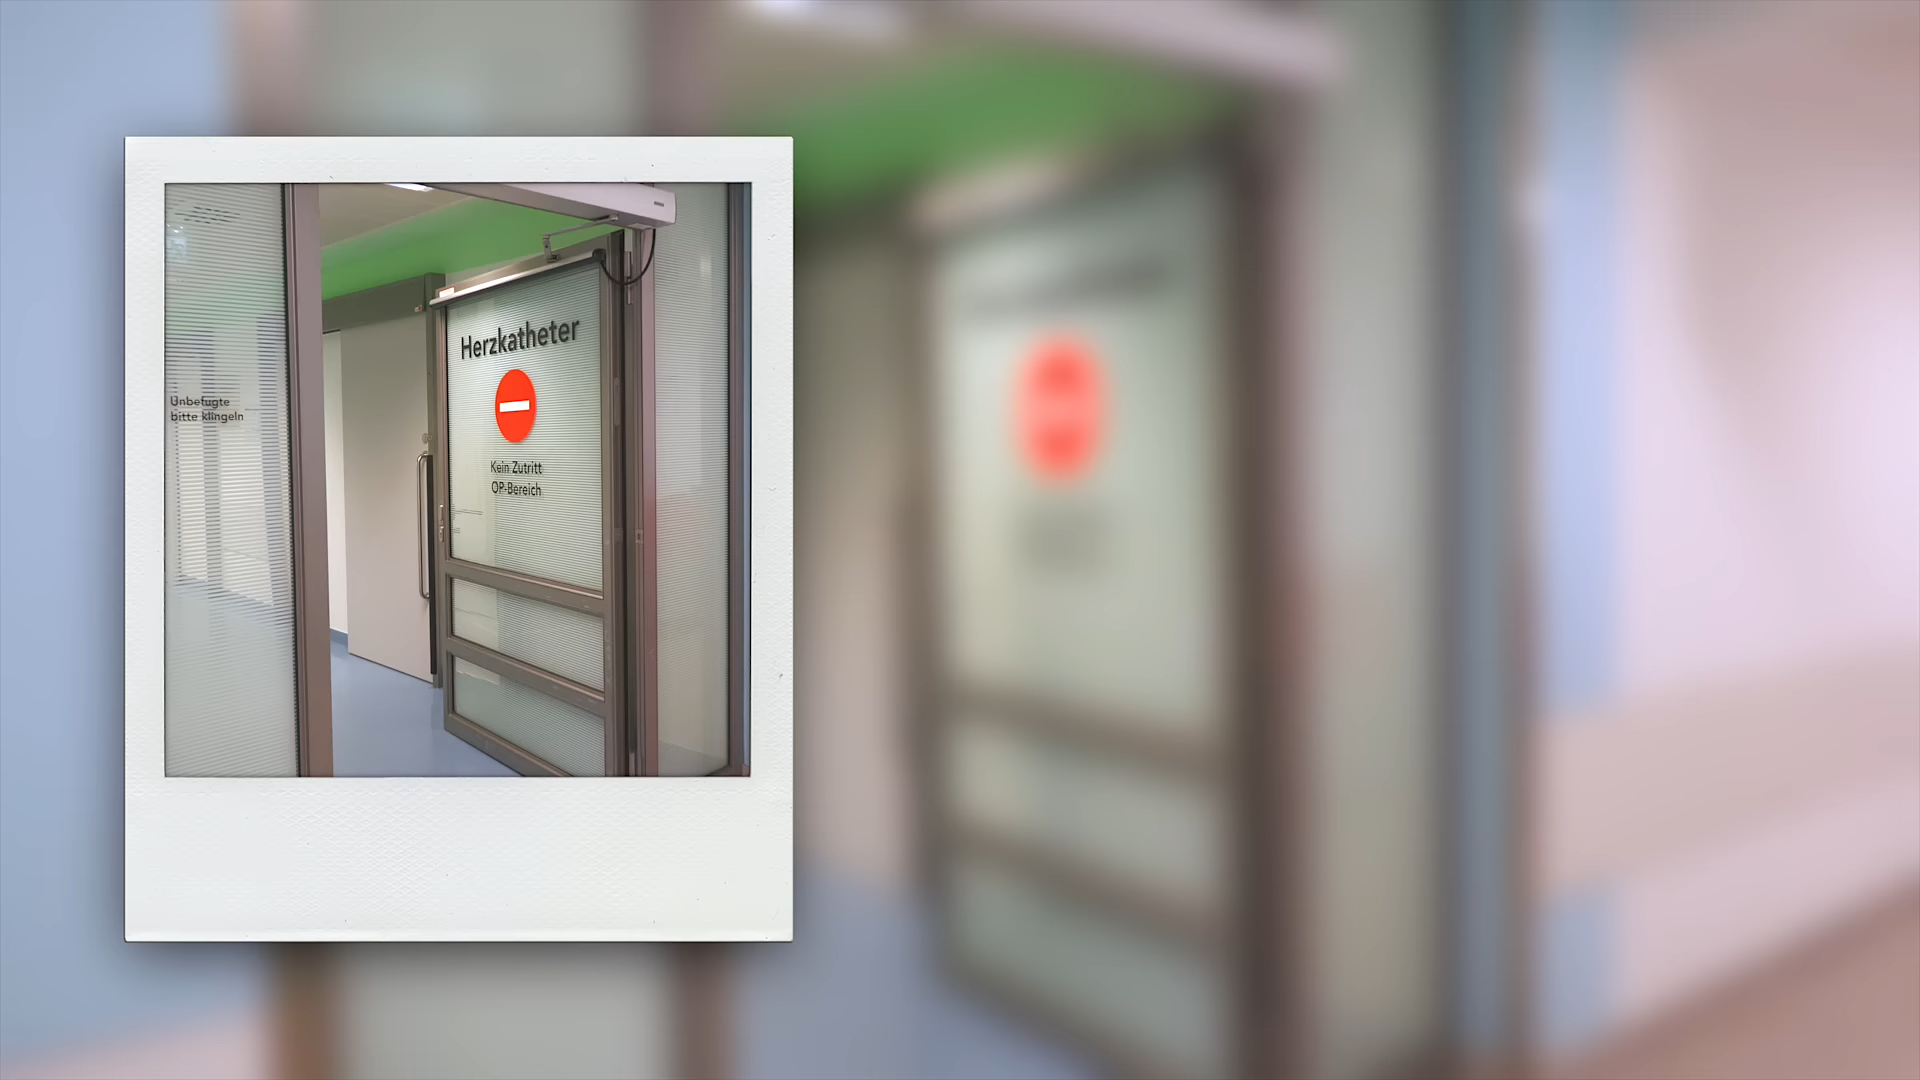 Herzkatheter
Unbefugte
bitte klingeln
Kein Zutritt
OP-Bereich